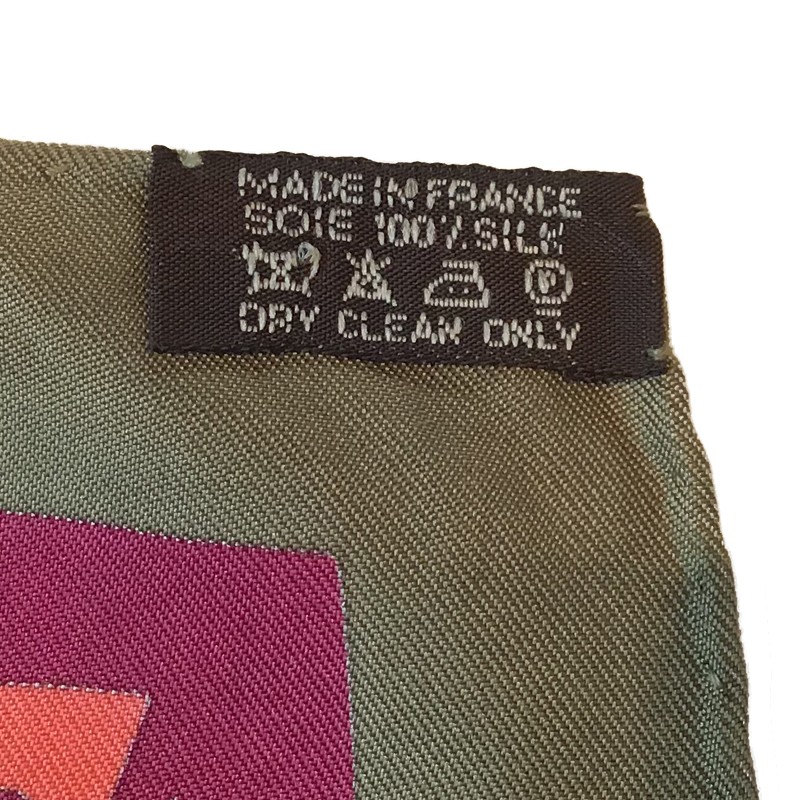 MADE IN FRANCE
SOIE 100% SILK
P
DRY CLEAN ONLY